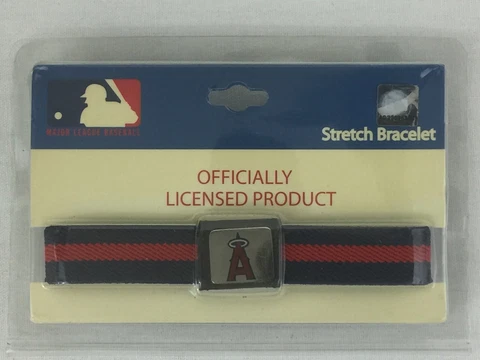 MAJOR LEAGUE BASEBALL
Stretch Bracelet
OFFICIALLY
LICENSED PRODUCT
A